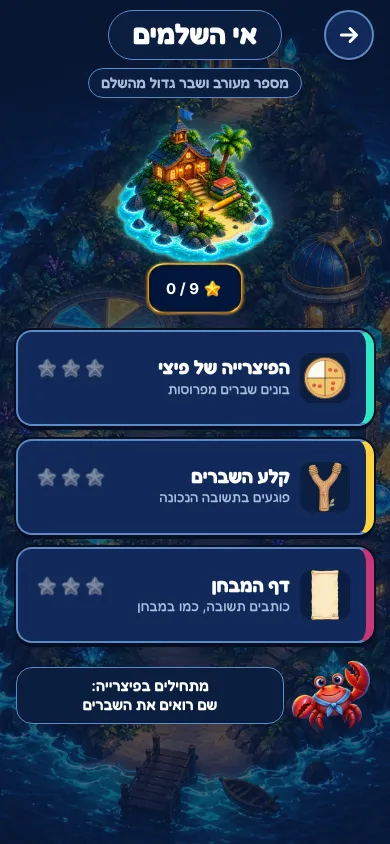 אי השלמים
מספר מעורב ושבר גדול מהשלם
0 / 9
הפיצרייה של פיצי
בונים שברים מפרוסות
קלע השברים
פוגעים בתשובה הנכונה
דף המבחן
כותבים תשובה, כמו במבחן
מתחילים בפיצרייה:
שם רואים את השברים